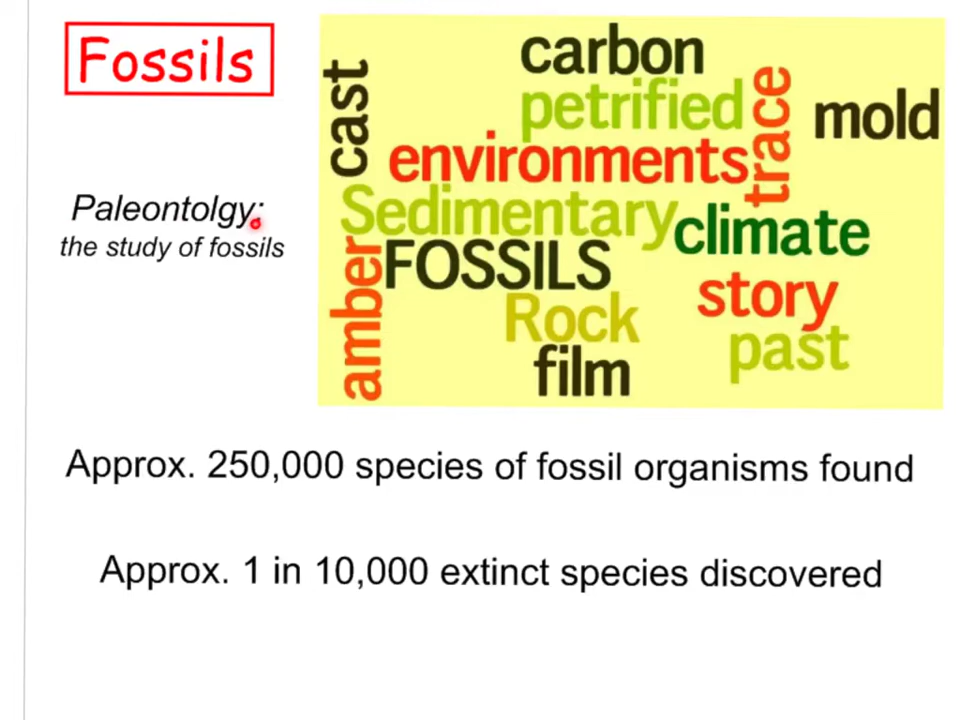 Fossils
Paleontolgy:
the study of fossils
cast
carbon
petrified
trace
mold
environments
Sedimentary
climate
amber
FOSSILS
story
Rock
past
film
Approx. 250,000 species of fossil organisms found
Approx. 1 in 10,000 extinct species discovered